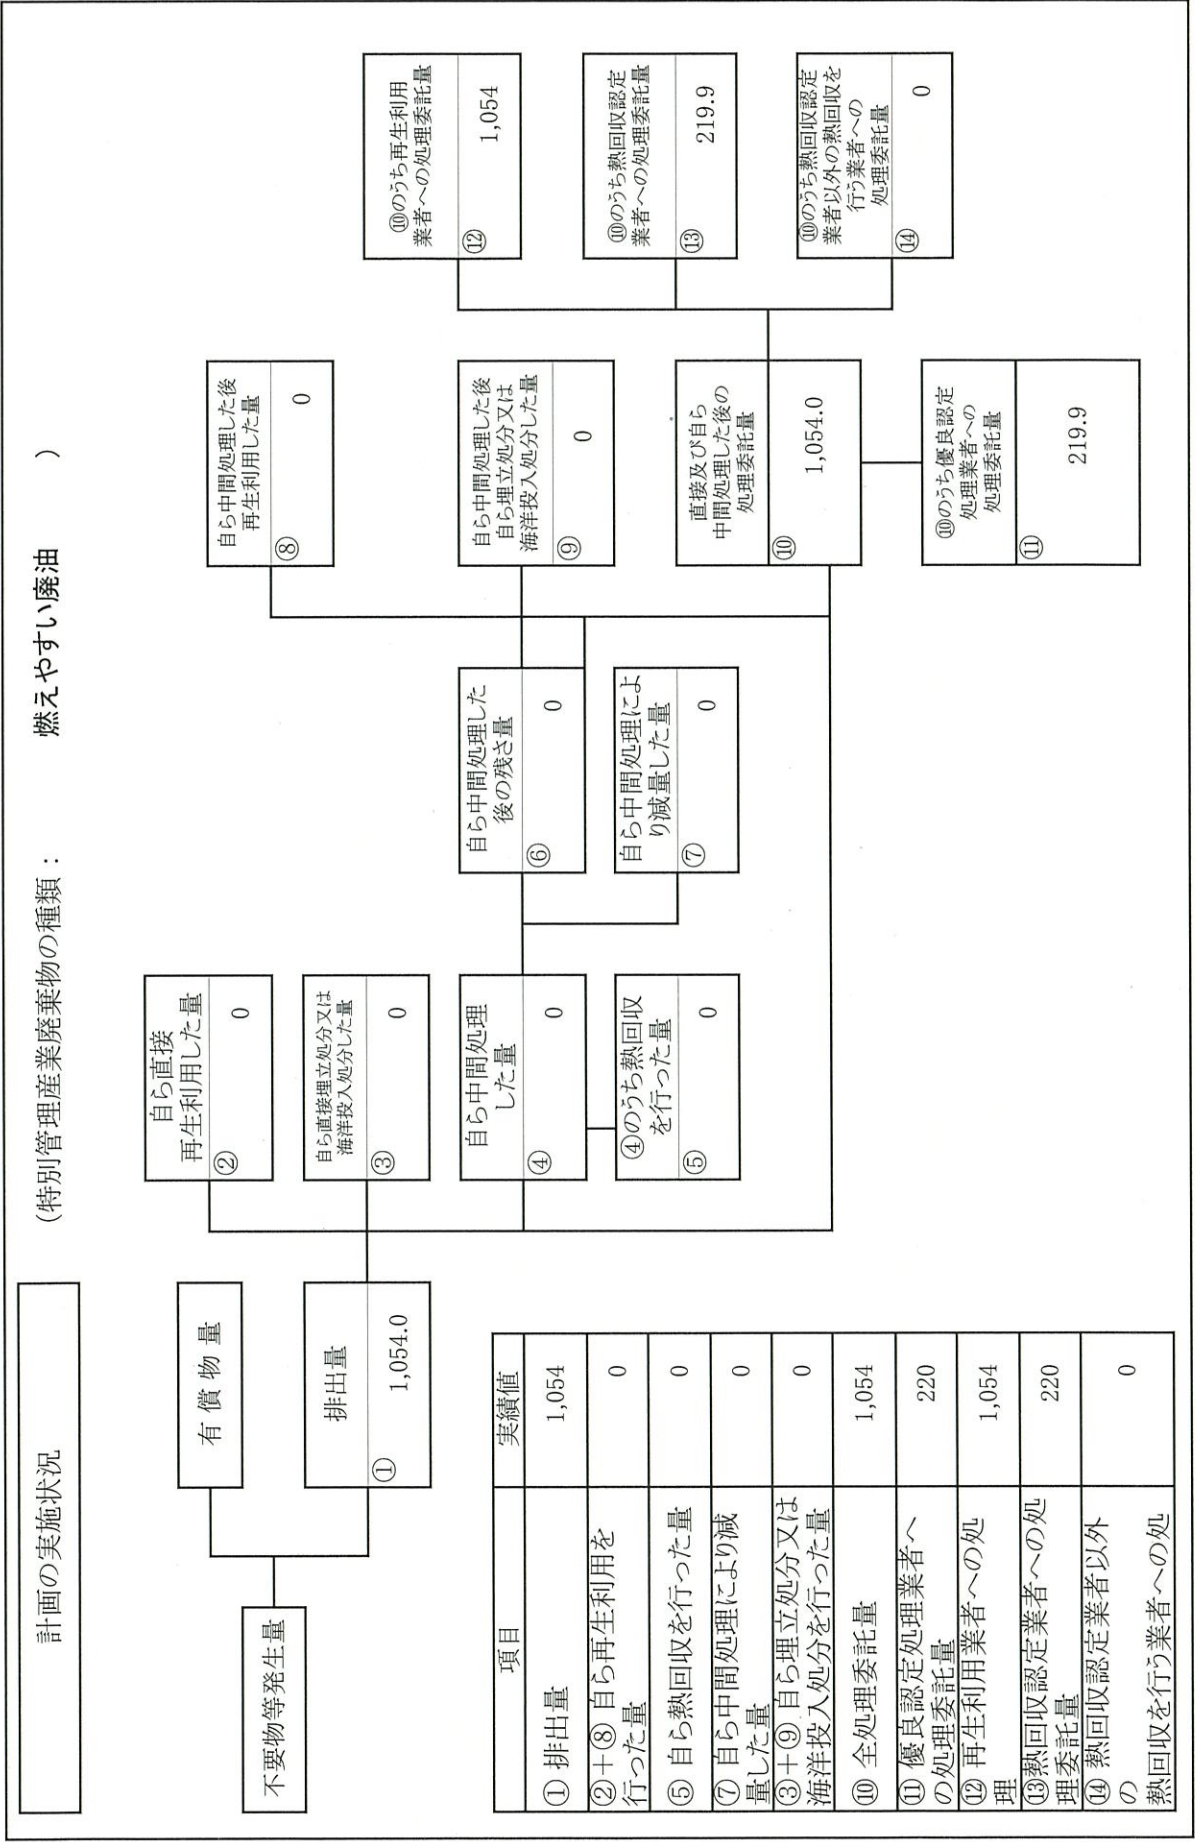 計画の実施状況
（特別管理産業廃棄物の種類： 燃えやすい廃油 ）
不要物等発生量
有 償 物 量
排出量
① 1,054.0
自ら直接
再生利用した量
② 0
自ら直接埋立処分又は
海洋投入処分した量
③ 0
自ら中間処理
した量
④ 0
④のうち熱回収
を行った量
⑤ 0
自ら中間処理した
後の残さ量
⑥ 0
自ら中間処理によ
り減量した量
⑦ 0
自ら中間処理した後
再生利用した量
⑧ 0
自ら中間処理した後
自ら埋立処分又は
海洋投入処分した量
⑨ 0
直接及び自ら
中間処理した後の
処理委託量
⑩ 1,054.0
⑩のうち優良認定
処理業者への
処理委託量
⑪ 219.9
⑩のうち再生利用
業者への処理委託量
⑫ 1,054
⑩のうち熱回収認定
業者への処理委託量
⑬ 219.9
⑩のうち熱回収認定
業者以外の熱回収を
行う業者への
処理委託量
⑭ 0
項目 実績値
① 排出量 1,054
②＋⑧ 自ら再生利用を
行った量 0
⑤ 自ら熱回収を行った量 0
⑦ 自ら中間処理により減
量した量 0
③＋⑨ 自ら埋立処分又は
海洋投入処分を行った量 0
⑩ 全処理委託量 1,054
⑪ 優良認定処理業者へ
の処理委託量 220
⑫ 再生利用業者への処
理 1,054
⑬熱回収認定業者への処
理委託量 220
⑭ 熱回収認定業者以外
の
熱回収を行う業者への処 0